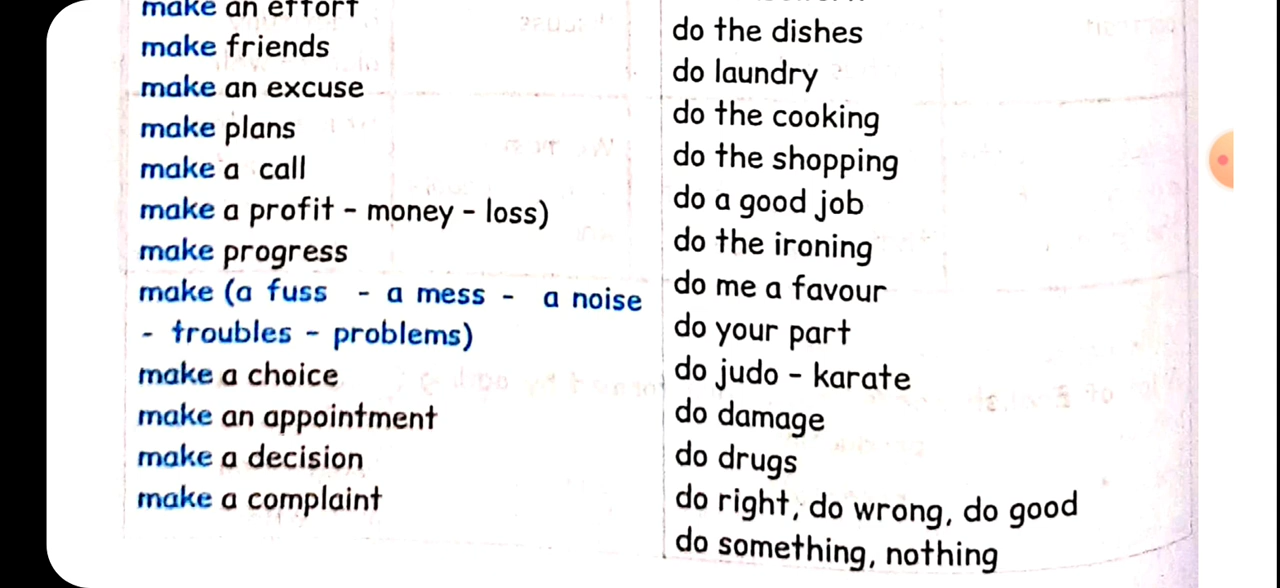 make an effort
make friends
make an excuse
make plans
make a call
make a profit - money - loss)
make progress
make (a fuss - a mess - a noise
- troubles - problems)
make a choice
make an appointment
make a decision
make a complaint
do the dishes
do laundry
do the cooking
do the shopping
do a good job
do the ironing
do me a favour
do your part
do judo - karate
do damage
do drugs
do right, do wrong, do good
do something, nothing